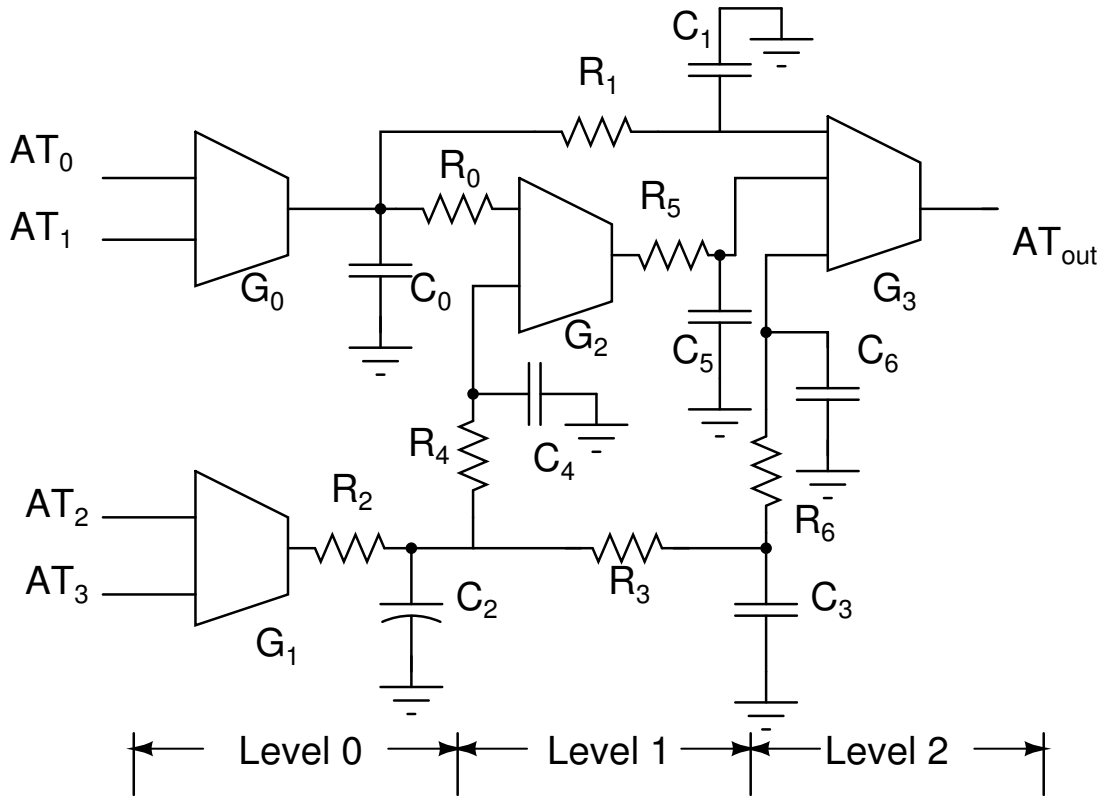 C₁
R₁
AT₀
R₀
AT₁
R₅
AT_out
G₀
C₀
G₂
G₃
C₅
C₆
R₄
C₄
R₂
AT₂
R₆
AT₃
R₃
C₂
C₃
G₁
Level 0
Level 1
Level 2